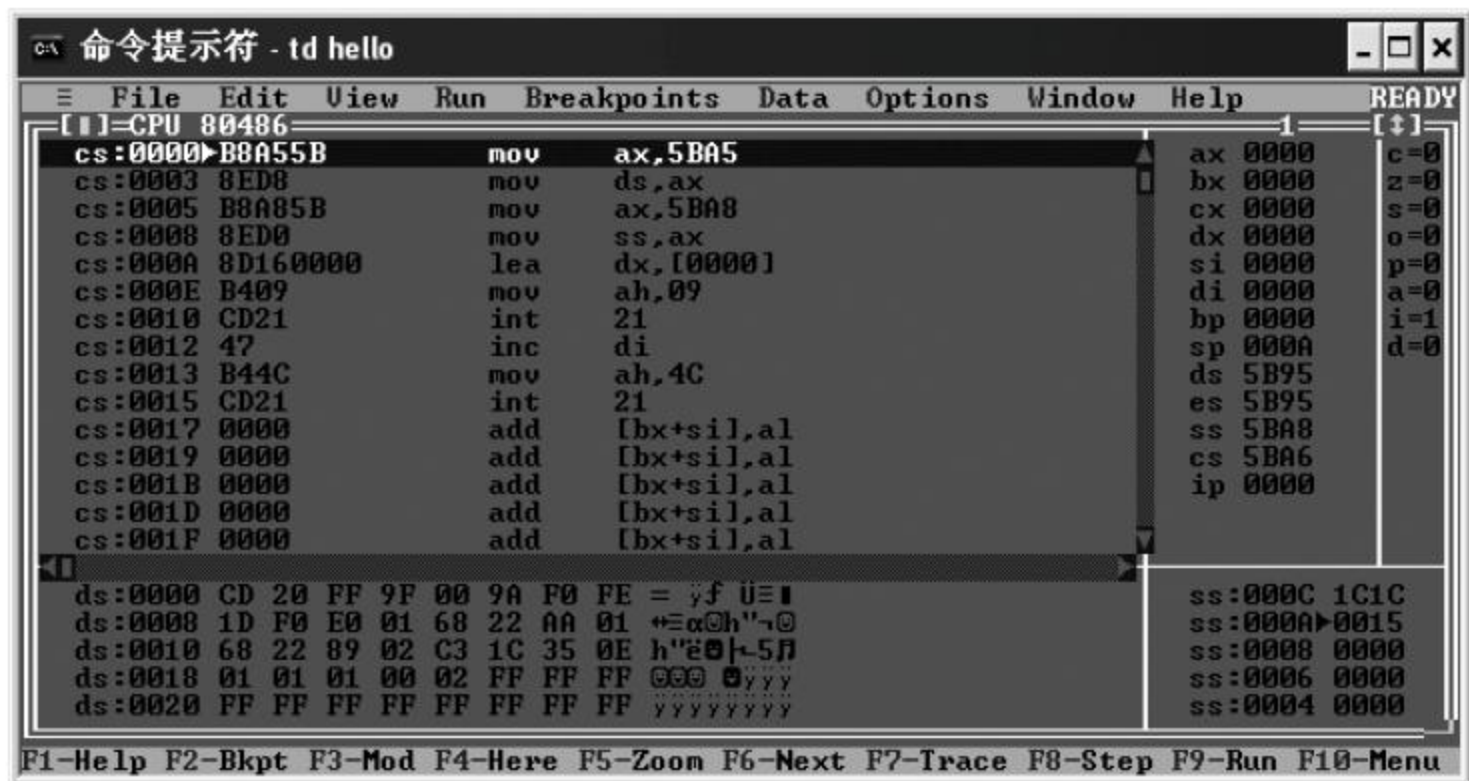 命令提示符 - td hello
≡ File Edit View Run Breakpoints Data Options Window Help READY
[▮]=CPU 80486 1 [↕]
cs:0000►B8A55B mov ax,5BA5 ax 0000 c=0
cs:0003 8ED8 mov ds,ax bx 0000 z=0
cs:0005 B8A85B mov ax,5BA8 cx 0000 s=0
cs:0008 8ED0 mov ss,ax dx 0000 o=0
cs:000A 8D160000 lea dx,[0000] si 0000 p=0
cs:000E B409 mov ah,09 di 0000 a=0
cs:0010 CD21 int 21 bp 0000 i=1
cs:0012 47 inc di sp 000A d=0
cs:0013 B44C mov ah,4C ds 5B95
cs:0015 CD21 int 21 es 5B95
cs:0017 0000 add [bx+si],al ss 5BA8
cs:0019 0000 add [bx+si],al cs 5BA6
cs:001B 0000 add [bx+si],al ip 0000
cs:001D 0000 add [bx+si],al
cs:001F 0000 add [bx+si],al
ds:0000 CD 20 FF 9F 00 9A F0 FE = ÿƒ Ü≡▮ ss:000C 1C1C
ds:0008 1D F0 E0 01 68 22 AA 01 ↔≡α☺h"¬☺ ss:000A►0015
ds:0010 68 22 89 02 C3 1C 35 0E h"ë☻├∟5♫ ss:0008 0000
ds:0018 01 01 01 00 02 FF FF FF ☺☺☺ ☻ÿÿÿ ss:0006 0000
ds:0020 FF FF FF FF FF FF FF FF ÿÿÿÿÿÿÿÿ ss:0004 0000
F1-Help F2-Bkpt F3-Mod F4-Here F5-Zoom F6-Next F7-Trace F8-Step F9-Run F10-Menu